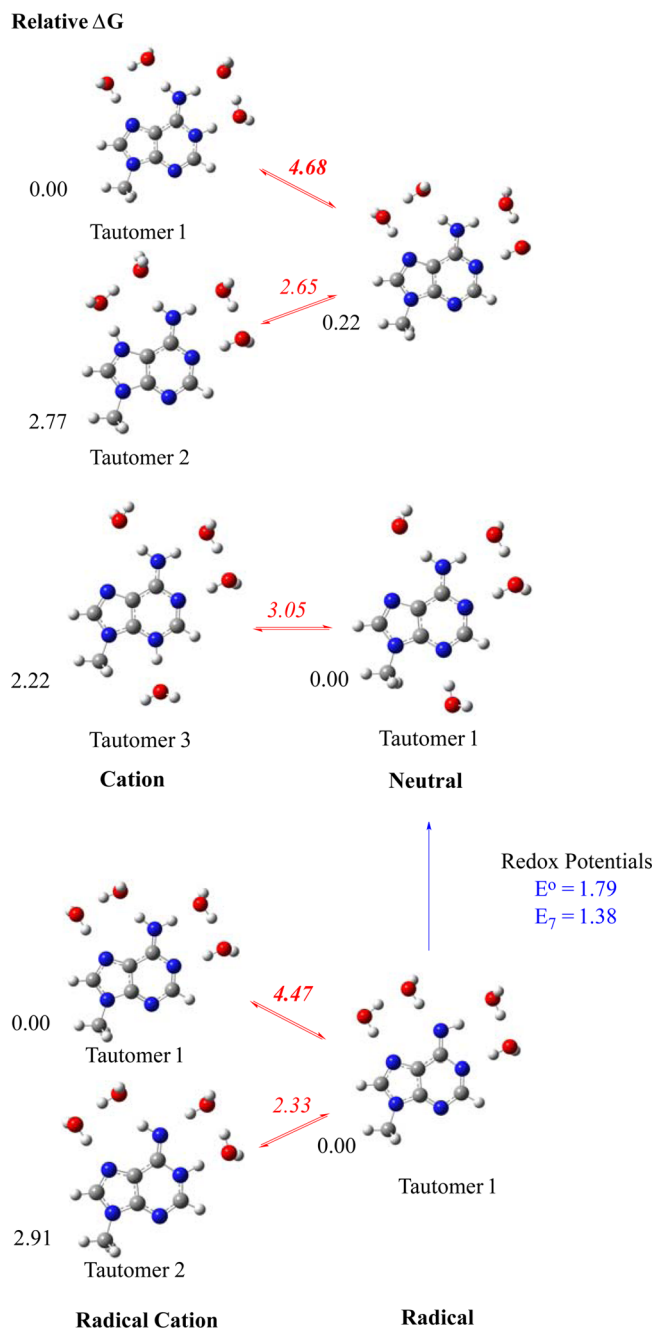 Relative ΔG
4.68
0.00
Tautomer 1
2.65
0.22
2.77
Tautomer 2
3.05
2.22
0.00
Tautomer 3
Tautomer 1
Cation
Neutral
Redox Potentials
Eº = 1.79
E₇ = 1.38
4.47
0.00
Tautomer 1
2.33
0.00
Tautomer 1
2.91
Tautomer 2
Radical Cation
Radical